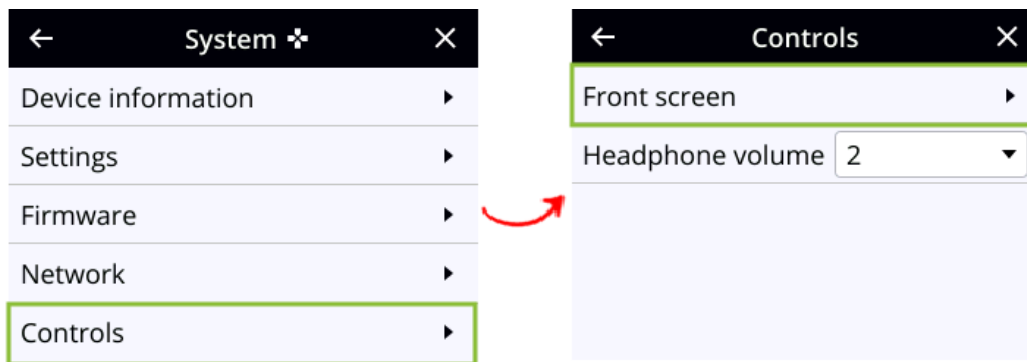 System
Device information
Settings
Firmware
Network
Controls
Controls
Front screen
Headphone volume 2